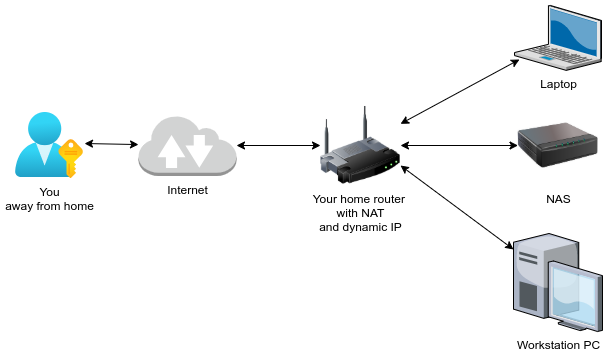 You
away from home
Internet
Your home router
with NAT
and dynamic IP
Laptop
NAS
Workstation PC